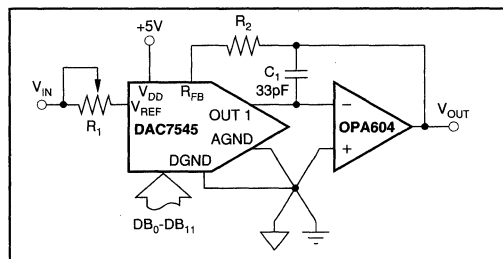 +5V
R₂
C₁
33pF
V_IN
R₁
V_DD
R_FB
V_REF
DAC7545
OUT 1
AGND
DGND
DB₀-DB₁₁
−
+
OPA604
V_OUT